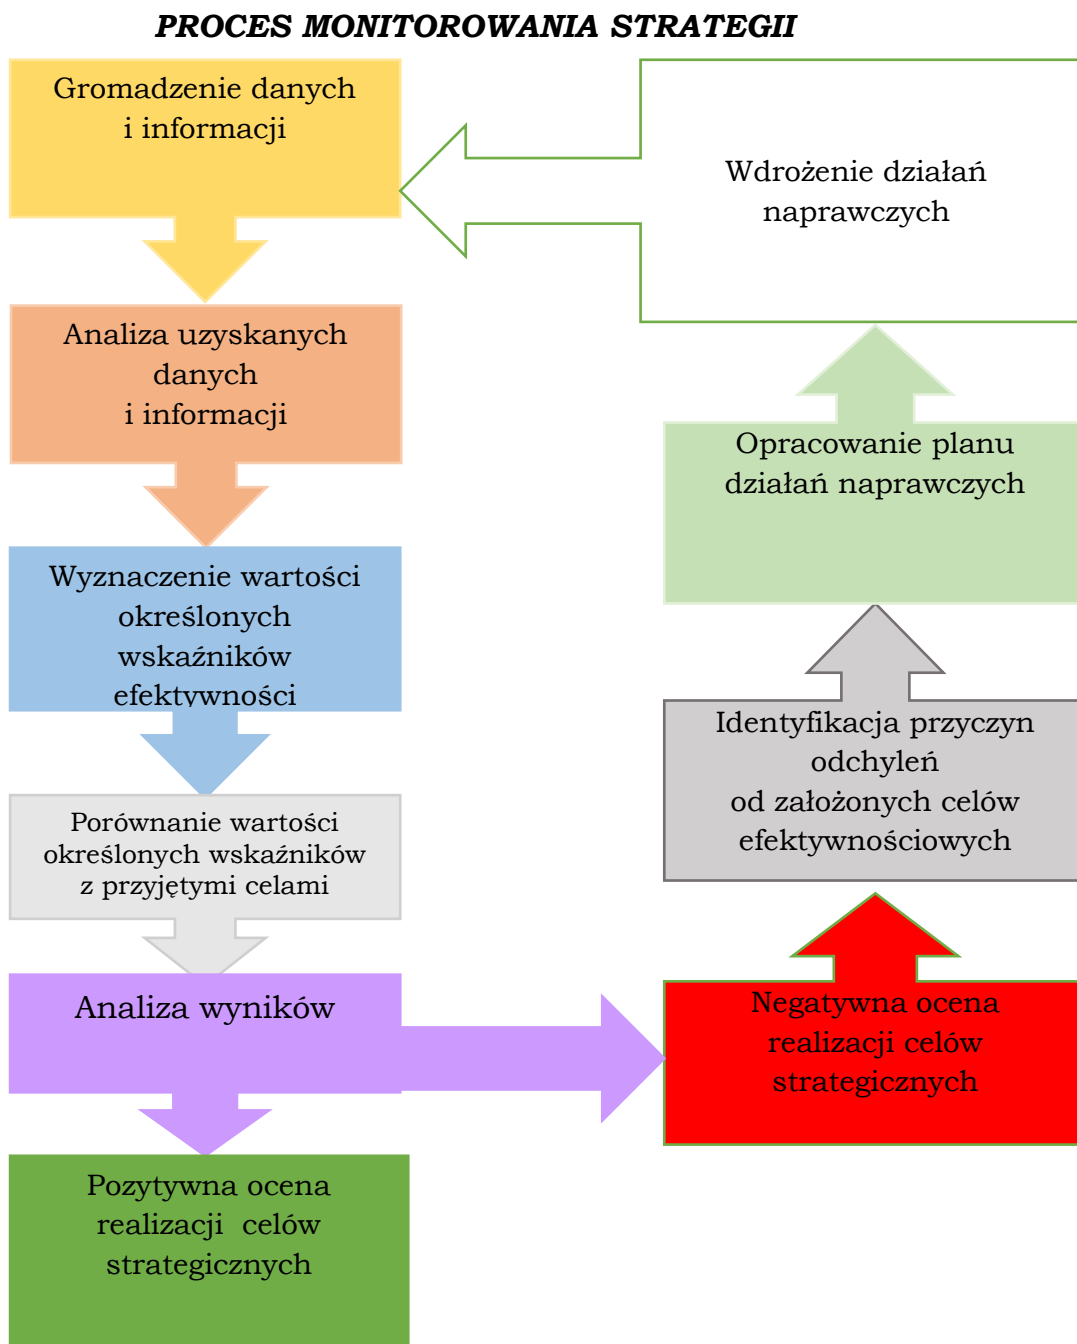 PROCES MONITOROWANIA STRATEGII
Gromadzenie danych
i informacji
Analiza uzyskanych
danych
i informacji
Wyznaczenie wartości
określonych
wskaźników
efektywności
Porównanie wartości
określonych wskaźników
z przyjętymi celami
Analiza wyników
Pozytywna ocena
realizacji  celów
strategicznych
Negatywna ocena
realizacji celów
strategicznych
Identyfikacja przyczyn
odchyleń
od założonych celów
efektywnościowych
Opracowanie planu
działań naprawczych
Wdrożenie działań
naprawczych